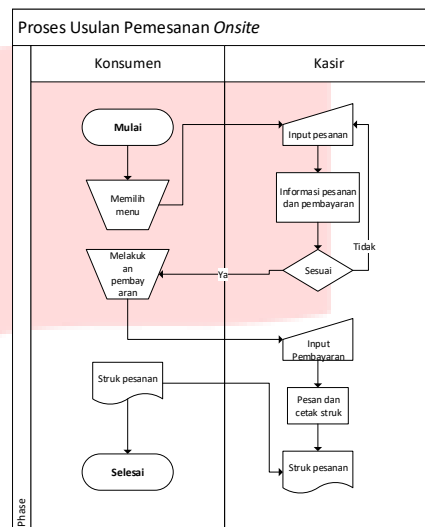 Proses Usulan Pemesanan Onsite
Konsumen
Kasir
Mulai
Input pesanan
Memilih
menu
Informasi pesanan
dan pembayaran
Tidak
Melakuk
an
pembay
aran
Ya
Sesuai
Input
Pembayaran
Struk pesanan
Pesan dan
cetak struk
Selesai
Struk pesanan
Phase